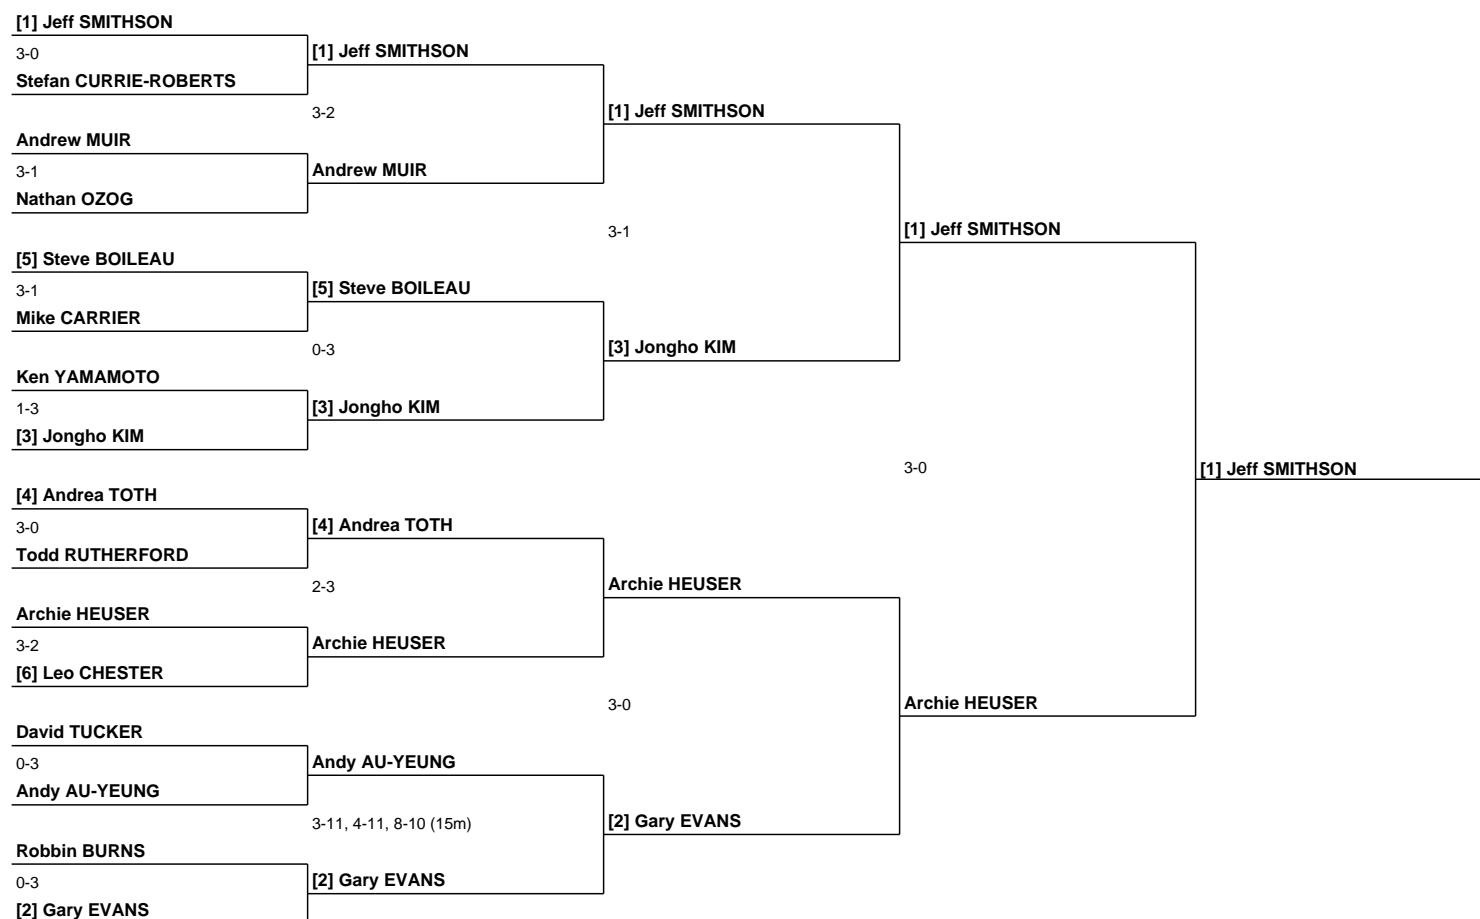 [1] Jeff SMITHSON
3-0
Stefan CURRIE-ROBERTS
[1] Jeff SMITHSON
3-2
Andrew MUIR
3-1
Nathan OZOG
Andrew MUIR
[1] Jeff SMITHSON
3-1
[5] Steve BOILEAU
3-1
Mike CARRIER
[5] Steve BOILEAU
0-3
Ken YAMAMOTO
1-3
[3] Jongho KIM
[3] Jongho KIM
[3] Jongho KIM
[1] Jeff SMITHSON
3-0
[4] Andrea TOTH
3-0
Todd RUTHERFORD
[4] Andrea TOTH
2-3
Archie HEUSER
3-2
[6] Leo CHESTER
Archie HEUSER
Archie HEUSER
3-0
David TUCKER
0-3
Andy AU-YEUNG
Andy AU-YEUNG
3-11, 4-11, 8-10 (15m)
Robbin BURNS
0-3
[2] Gary EVANS
[2] Gary EVANS
[2] Gary EVANS
Archie HEUSER
[1] Jeff SMITHSON